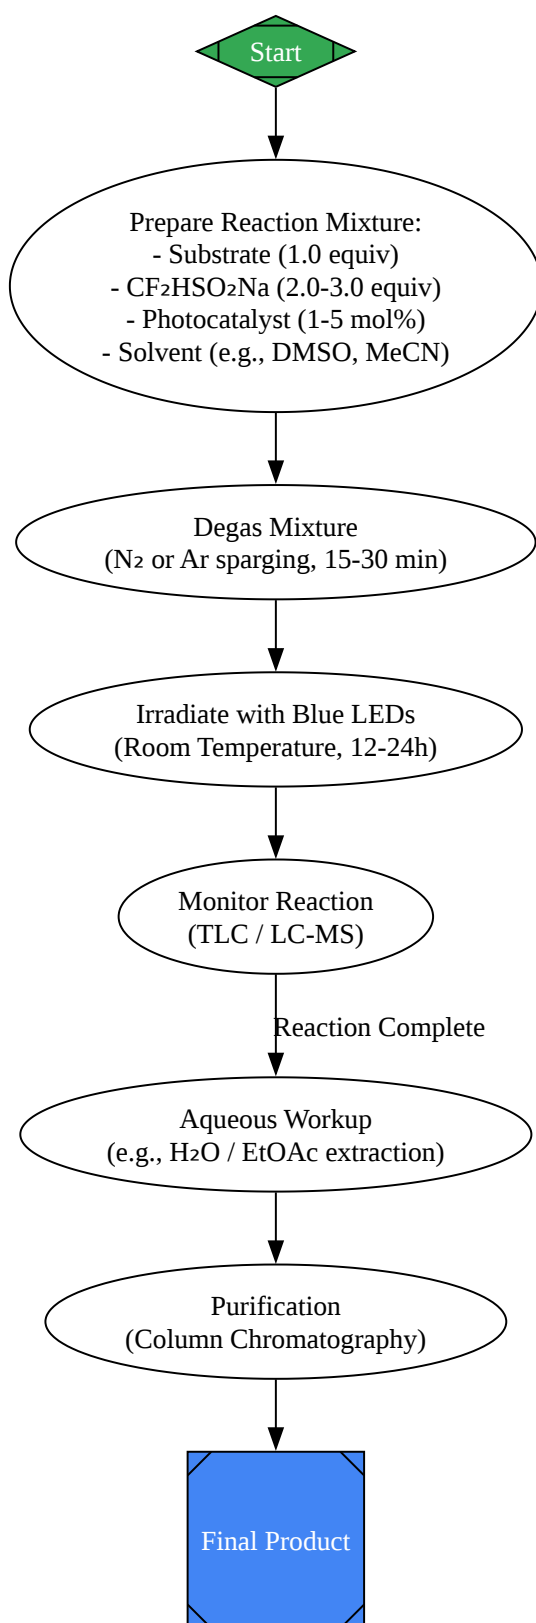 Start
Prepare Reaction Mixture:
- Substrate (1.0 equiv)
- CF₂HSO₂Na (2.0-3.0 equiv)
- Photocatalyst (1-5 mol%)
- Solvent (e.g., DMSO, MeCN)
Degas Mixture
(N₂ or Ar sparging, 15-30 min)
Irradiate with Blue LEDs
(Room Temperature, 12-24h)
Monitor Reaction
(TLC / LC-MS)
Reaction Complete
Aqueous Workup
(e.g., H₂O / EtOAc extraction)
Purification
(Column Chromatography)
Final Product